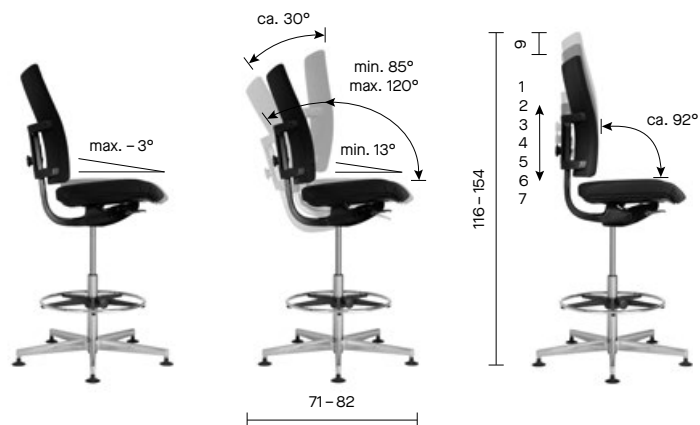 ca. 30°
min. 85°
max. 120°
max. – 3°
min. 13°
71 – 82
116 – 154
9
1
2
3
4
5
6
7
ca. 92°